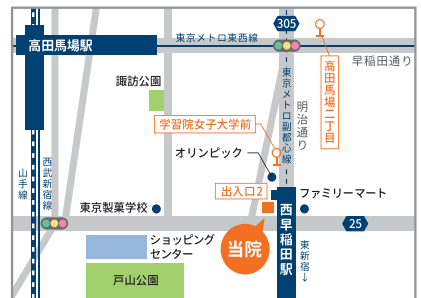 305
高田馬場駅
東京メトロ東西線
早稲田通り
高田馬場二丁目
諏訪公園
東京メトロ副都心線
明治通り
学習院女子大学前
オリンピック
山手線
西武新宿線
出入口2
ファミリーマート
東京製菓学校
西早稲田駅
25
ショッピング
センター
当院
東新宿↓
戸山公園